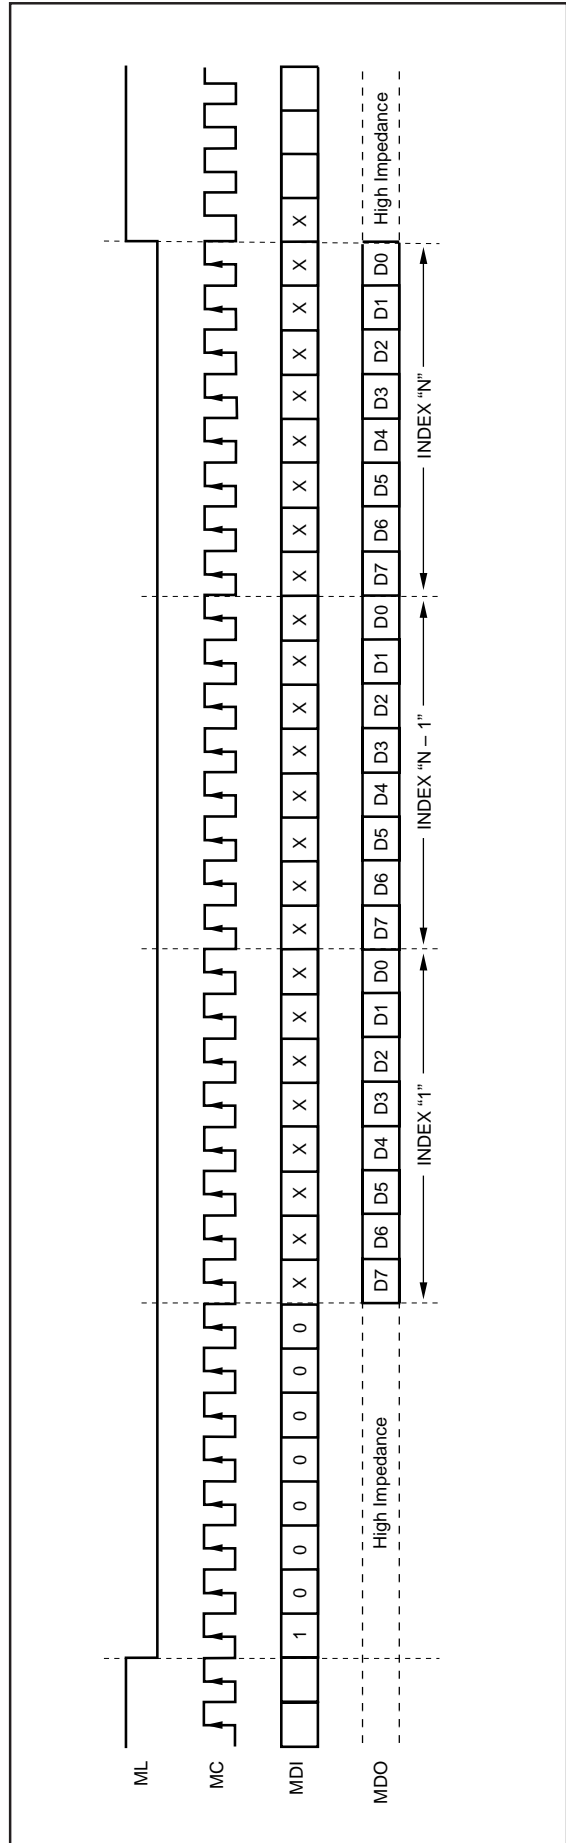 ML
MC
MDI 1 0 0 0 0 0 0 0 X X X X X X X X X X X X X X X X X X X X X X X X X
MDO High Impedance D7 D6 D5 D4 D3 D2 D1 D0 D7 D6 D5 D4 D3 D2 D1 D0 D7 D6 D5 D4 D3 D2 D1 D0 High Impedance
INDEX “1” INDEX “N – 1” INDEX “N”